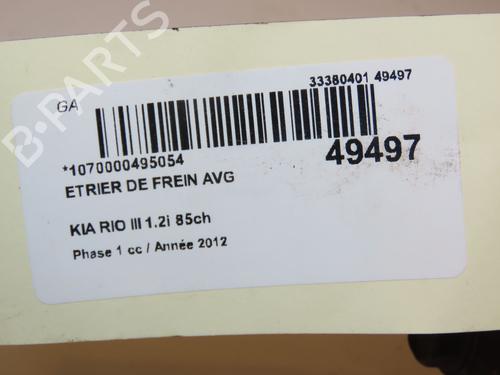 33380401 49497
GA
*1070000495054
49497
ETRIER DE FREIN AVG
KIA RIO III 1.2i 85ch
Phase 1 cc / Année 2012
B-PARTS